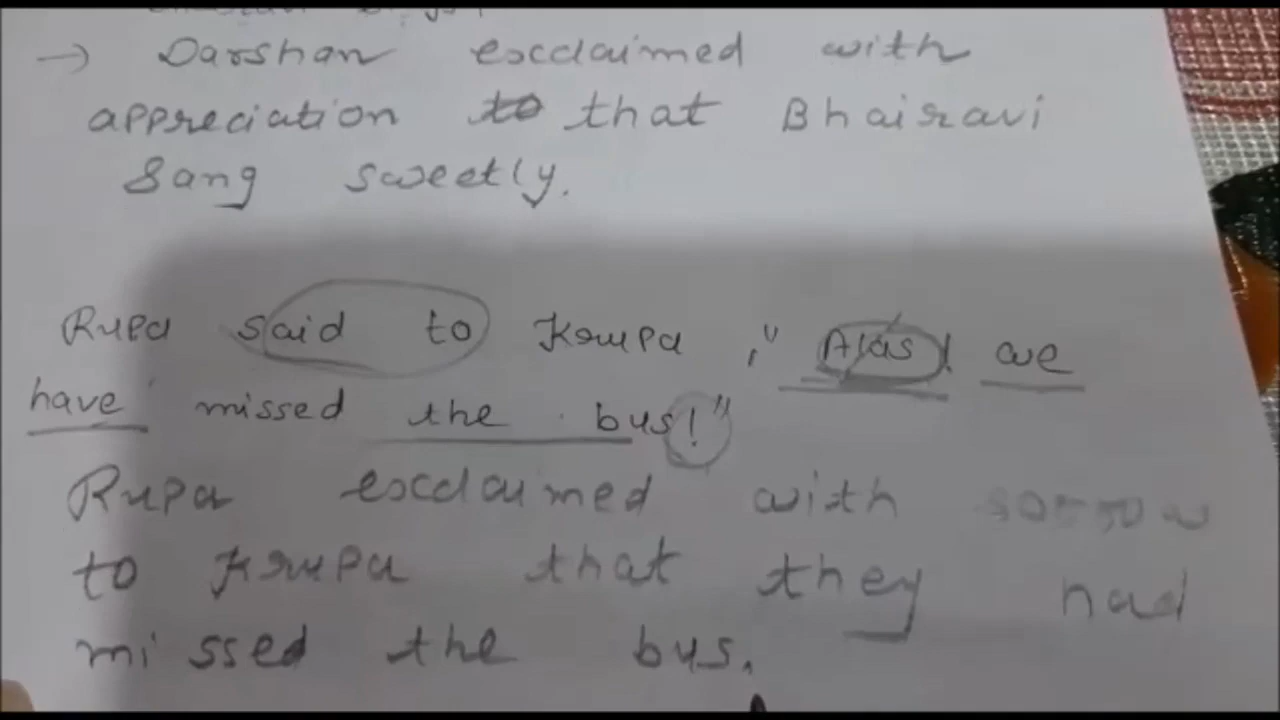 → Darshan exclaimed with
appreciation to that Bhairavi
Sang sweetly.
Rupa said to Krupa ," Alas! we
have missed the bus!"
Rupa exclaimed with sorrow
to Krupa that they had
missed the bus.